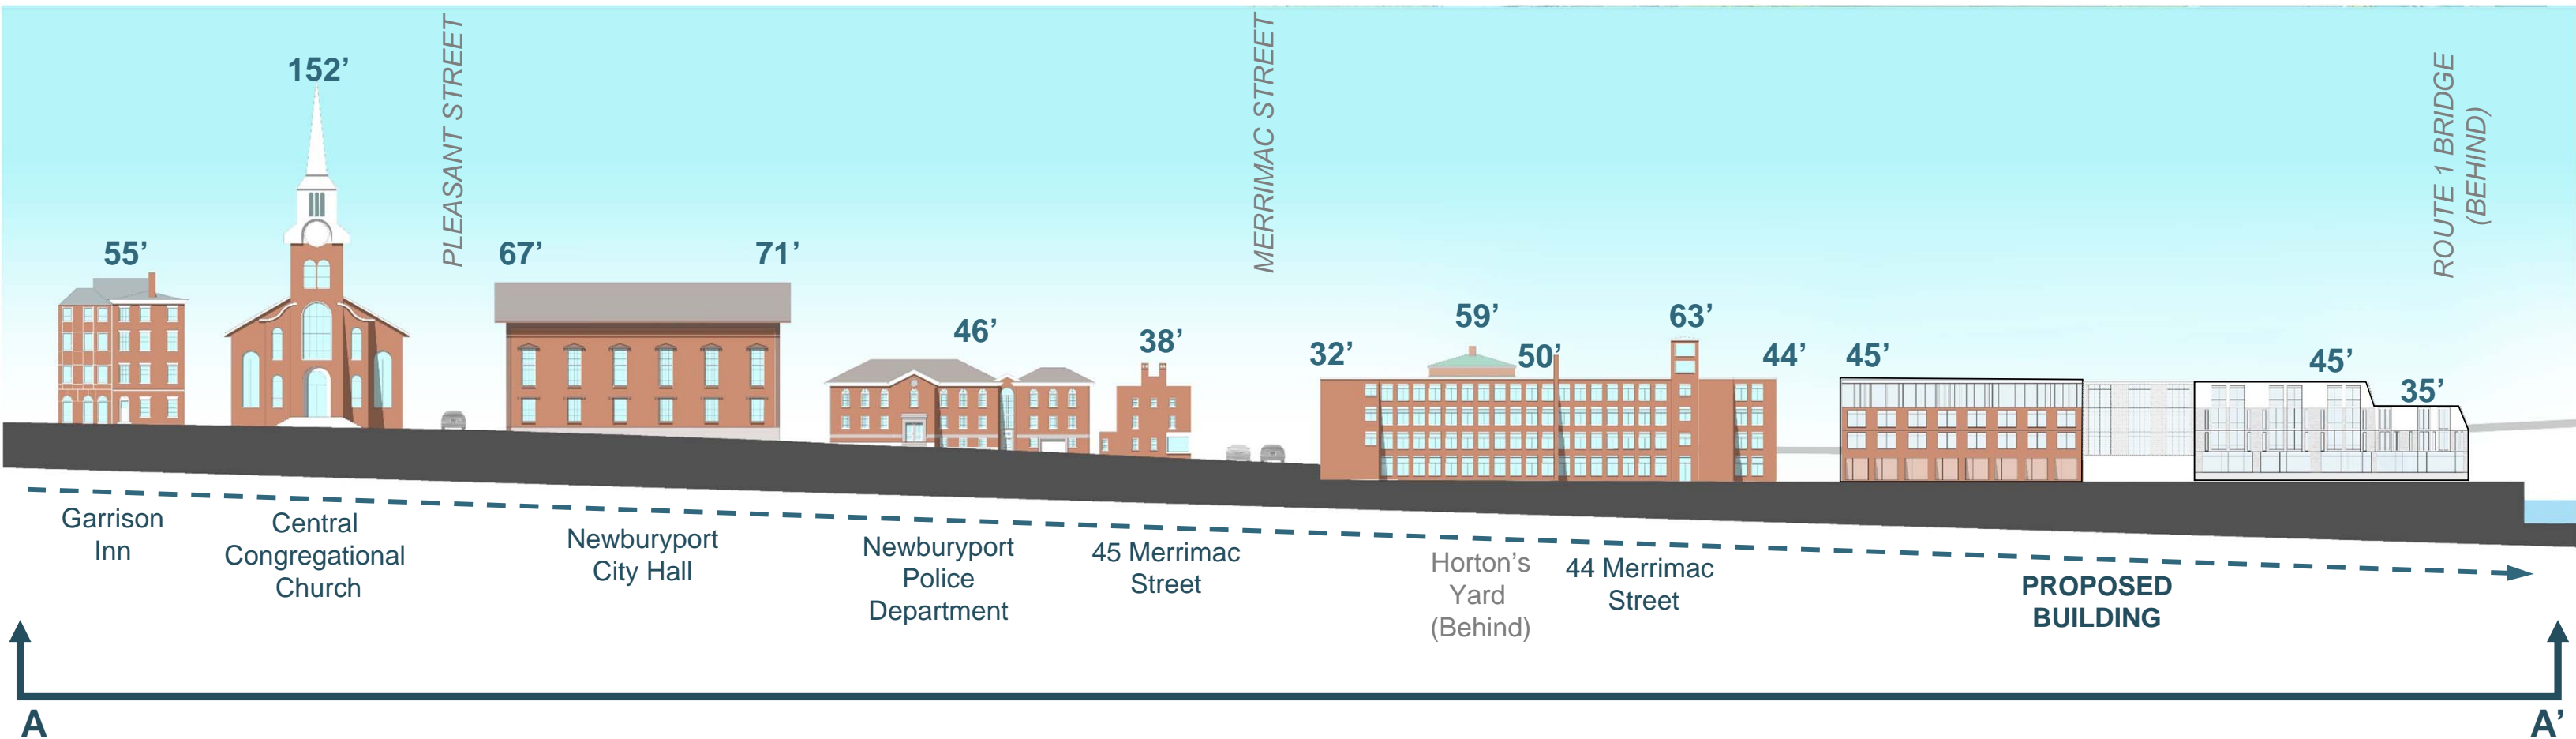 152’
PLEASANT STREET
MERRIMAC STREET
ROUTE 1 BRIDGE
(BEHIND)
55’
67’
71’
46’
38’
32’
59’
50’
63’
44’
45’
45’
35’
Garrison
Inn
Central
Congregational
Church
Newburyport
City Hall
Newburyport
Police
Department
45 Merrimac
Street
Horton’s
Yard
(Behind)
44 Merrimac
Street
PROPOSED
BUILDING
A
A’